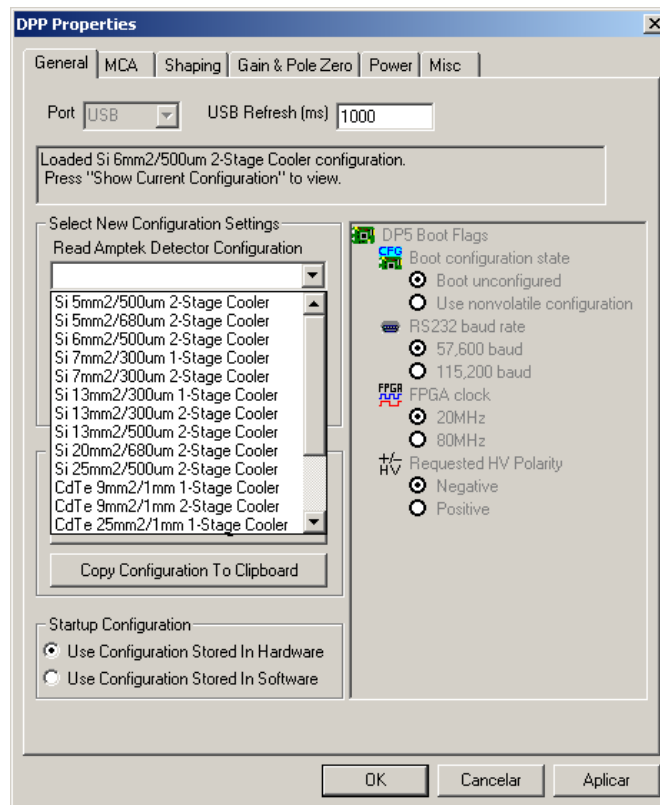 DPP Properties
General MCA Shaping Gain & Pole Zero Power Misc
Port USB USB Refresh (ms) 1000
Loaded Si 6mm2/500um 2-Stage Cooler configuration.
Press "Show Current Configuration" to view.
Select New Configuration Settings
Read Amptek Detector Configuration
Si 5mm2/500um 2-Stage Cooler
Si 5mm2/680um 2-Stage Cooler
Si 6mm2/500um 2-Stage Cooler
Si 7mm2/300um 1-Stage Cooler
Si 7mm2/300um 2-Stage Cooler
Si 13mm2/300um 1-Stage Cooler
Si 13mm2/300um 2-Stage Cooler
Si 13mm2/500um 2-Stage Cooler
Si 20mm2/680um 2-Stage Cooler
Si 25mm2/500um 2-Stage Cooler
CdTe 9mm2/1mm 1-Stage Cooler
CdTe 9mm2/1mm 2-Stage Cooler
CdTe 25mm2/1mm 1-Stage Cooler
Copy Configuration To Clipboard
Startup Configuration
Use Configuration Stored In Hardware
Use Configuration Stored In Software
DP5 Boot Flags
CFG
Boot configuration state
Boot unconfigured
Use nonvolatile configuration
RS232 baud rate
57,600 baud
115,200 baud
FPGA
FPGA clock
20MHz
80MHz
+/-
HV
Requested HV Polarity
Negative
Positive
OK Cancelar Aplicar